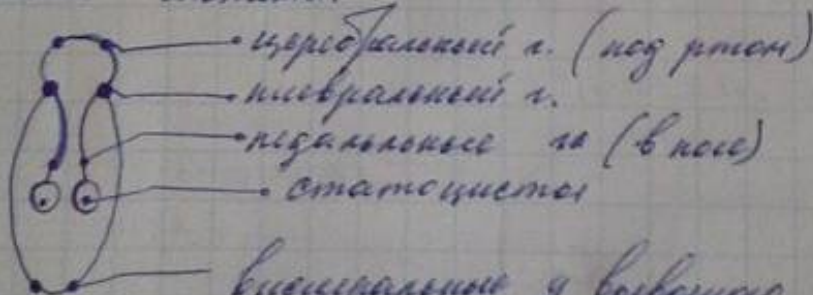 церебральный г. (над ртом)
плевральный г.
педальные гг (в ноге)
статоцисты
висцеральные у